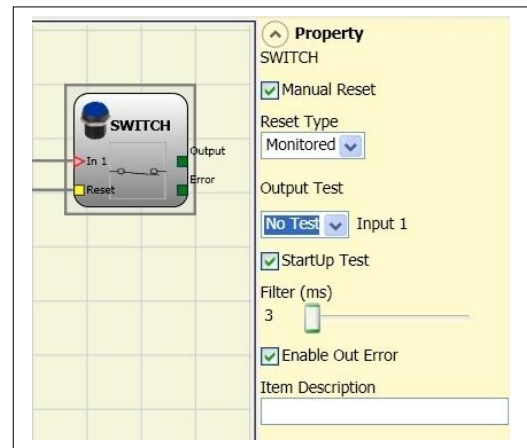 SWITCH
In 1
Reset
Output
Error
Property
SWITCH
Manual Reset
Reset Type
Monitored
Output Test
No Test Input 1
StartUp Test
Filter (ms)
3
Enable Out Error
Item Description